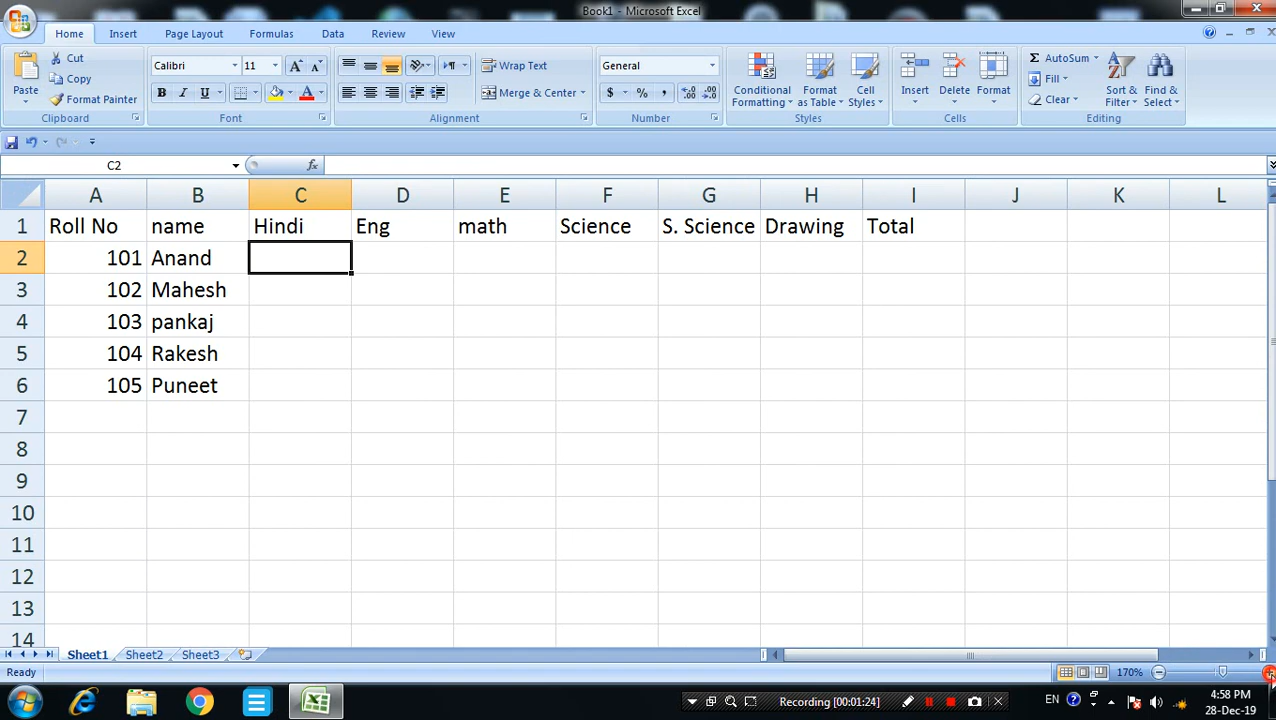 Book1 - Microsoft Excel
Home Insert Page Layout Formulas Data Review View
Paste Cut Calibri 11 Wrap Text General Conditional Formatting Format as Table Cell Styles Insert Delete Format AutoSum Sort & Filter Find & Select
Copy Fill
Format Painter B I U A Merge & Center $ % , Clear
Clipboard Font Alignment Number Styles Cells Editing
C2 fx
A B C D E F G H I J K L
1 Roll No name Hindi Eng math Science S. Science Drawing Total
2 101 Anand
3 102 Mahesh
4 103 pankaj
5 104 Rakesh
6 105 Puneet
7
8
9
10
11
12
13
14
Sheet1 Sheet2 Sheet3
Ready 170%
Recording [00:01:24] EN 4:58 PM
28-Dec-19